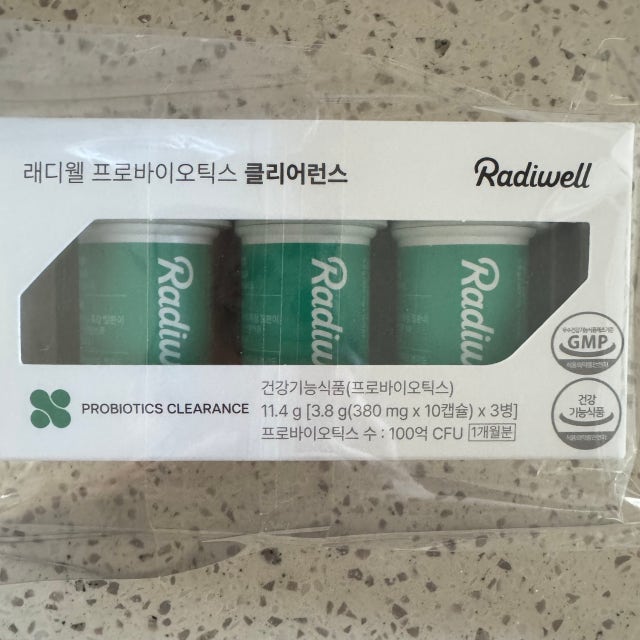 래디웰 프로바이오틱스 클리어런스
Radiwell
Radiw
Radiw
Radiw
GMP
건강
기능식품
PROBIOTICS CLEARANCE
건강기능식품(프로바이오틱스)
11.4 g [3.8 g(380 mg x 10캡슐) x 3병]
프로바이오틱스 수 : 100억 CFU 1개월분